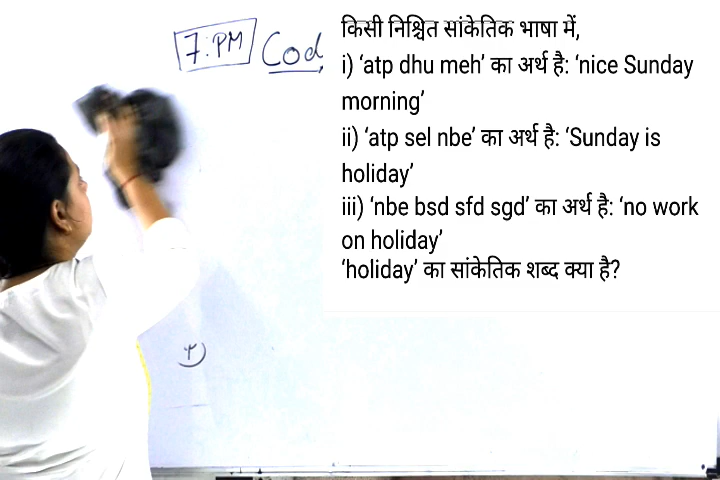 7:PM Cod
किसी निश्चित सांकेतिक भाषा में,
i) ‘atp dhu meh’ का अर्थ है: ‘nice Sunday
morning’
ii) ‘atp sel nbe’ का अर्थ है: ‘Sunday is
holiday’
iii) ‘nbe bsd sfd sgd’ का अर्थ है: ‘no work
on holiday’
‘holiday’ का सांकेतिक शब्द क्या है?